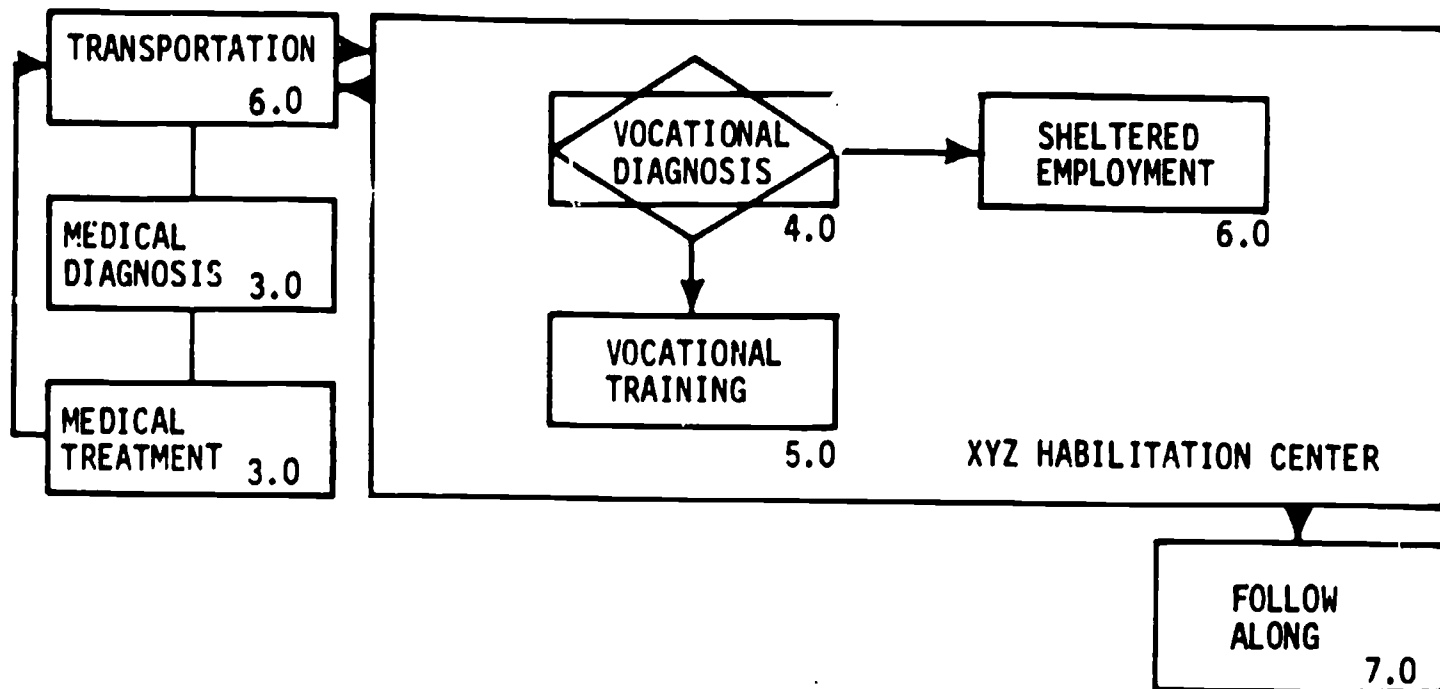 TRANSPORTATION
6.0
MEDICAL
DIAGNOSIS 3.0
MEDICAL
TREATMENT 3.0
VOCATIONAL
DIAGNOSIS
4.0
SHELTERED
EMPLOYMENT
6.0
VOCATIONAL
TRAINING
5.0
XYZ HABILITATION CENTER
FOLLOW
ALONG
7.0